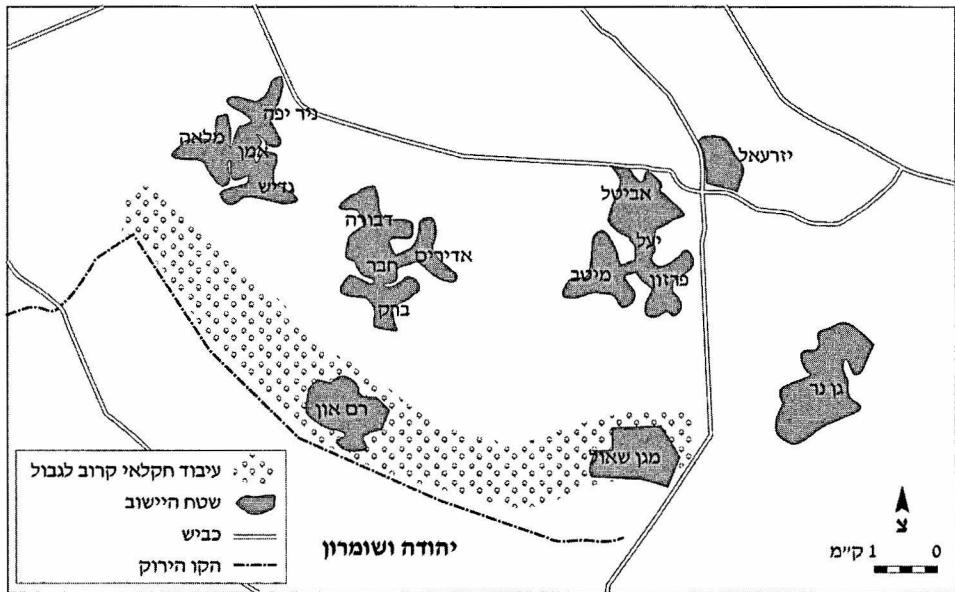 ניר יפה
מלאה
אמן
גדיש
יזרעאל
אביטל
דבורה
יעל
אדירים
חבר
מיטב
פרזון
ברק
גן נר
רם און
מגן שאול
עיבוד חקלאי קרוב לגבול
שטח היישוב
כביש
הקו הירוק
יהודה ושומרון
צ
0 1 ק"מ